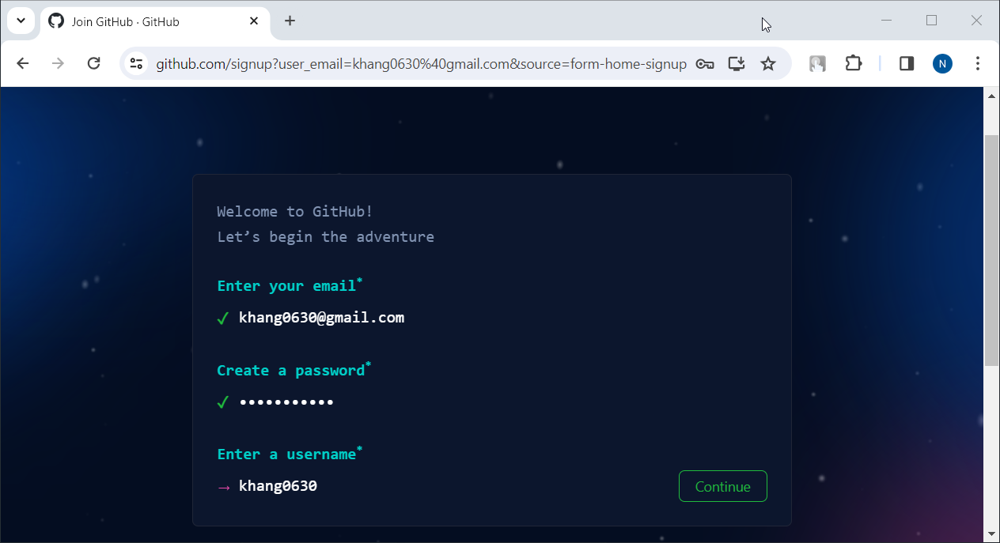 Join GitHub · GitHub
github.com/signup?user_email=khang0630%40gmail.com&source=form-home-signup
N
Welcome to GitHub!
Let’s begin the adventure
Enter your email*
✓ khang0630@gmail.com
Create a password*
✓ •••••••••••
Enter a username*
→ khang0630
Continue